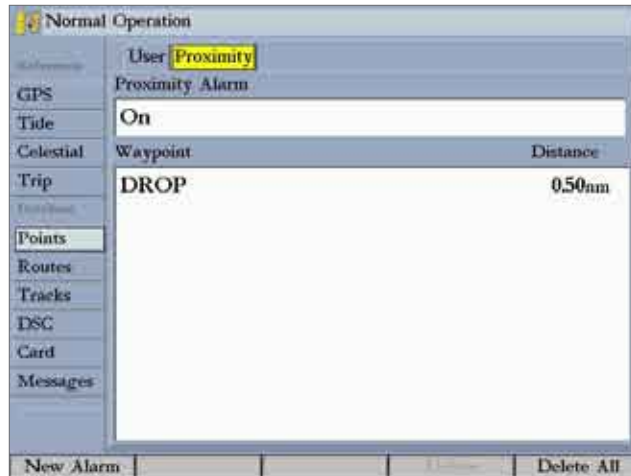 Normal Operation
User Proximity
Proximity Alarm
On
Waypoint Distance
DROP 0.50nm
GPS
Tide
Celestial
Trip
Points
Routes
Tracks
DSC
Card
Messages
New Alarm Delete All